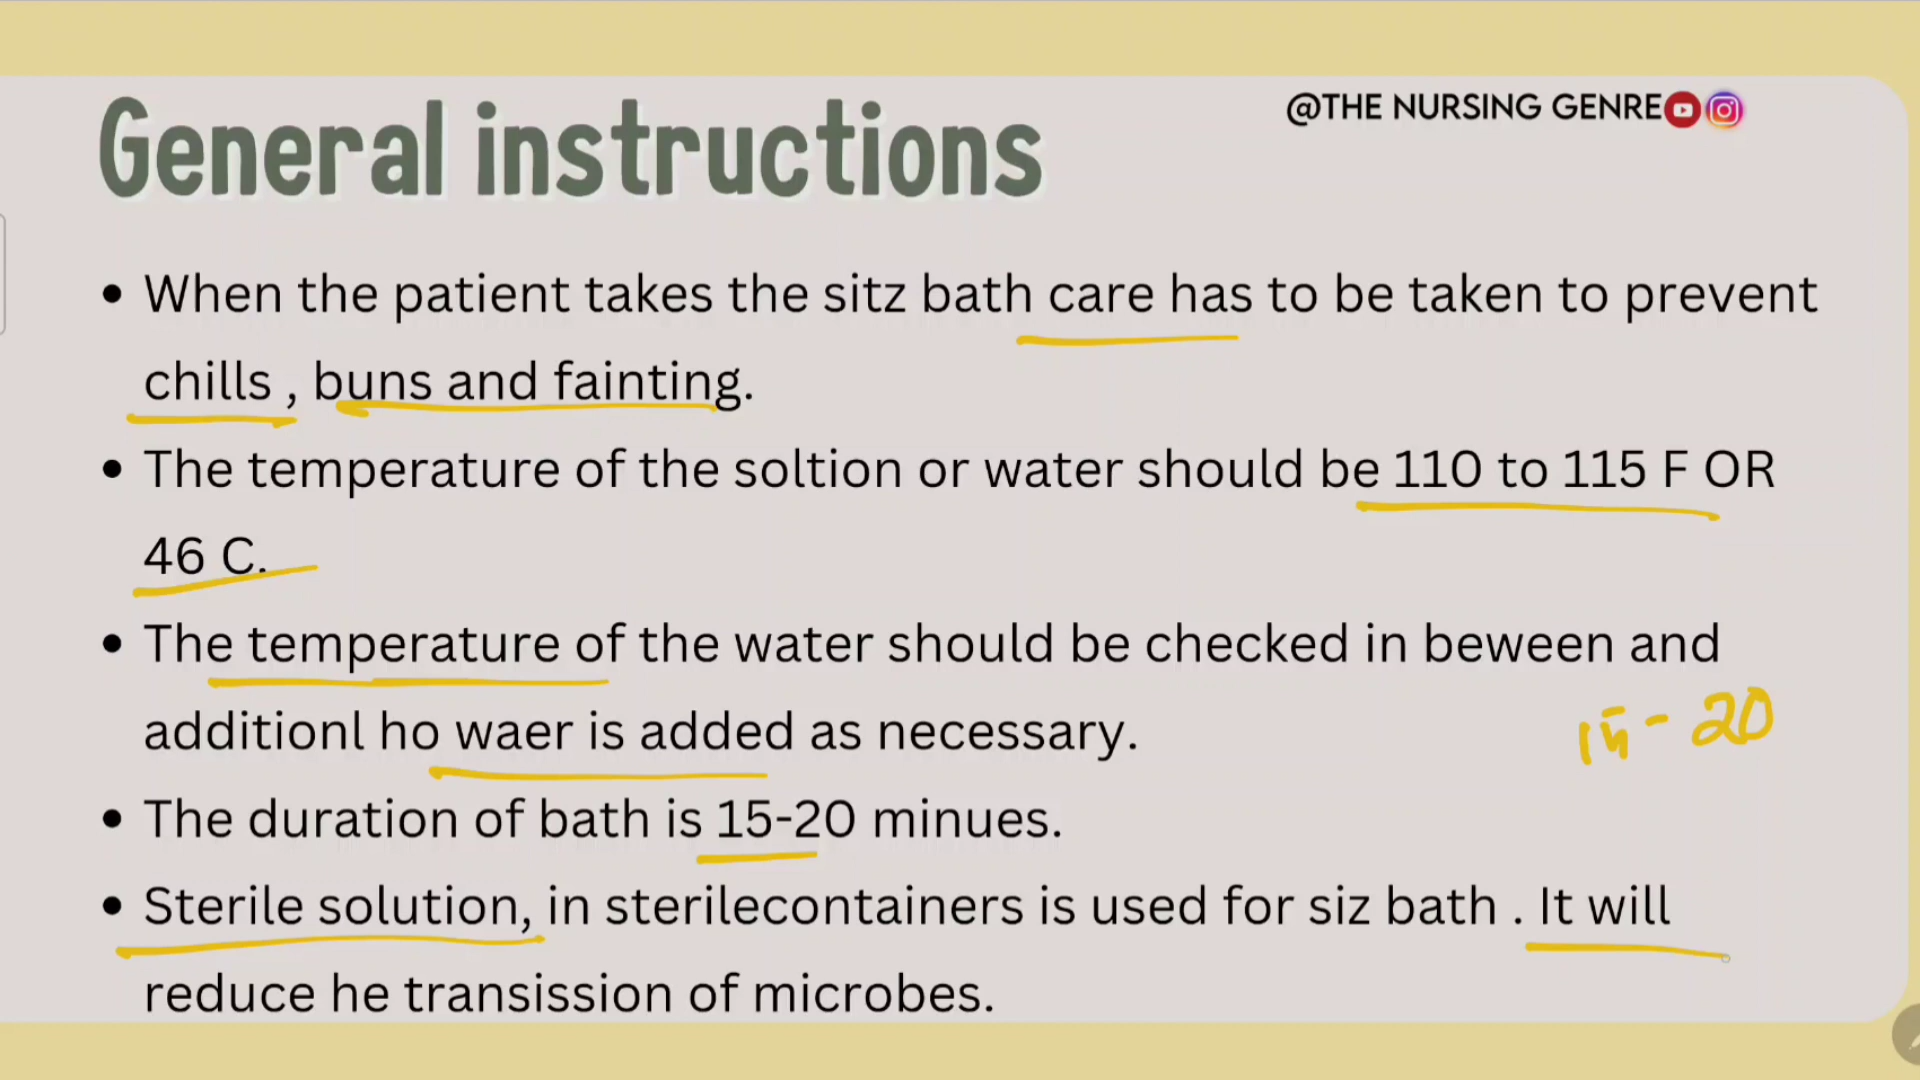 General instructions
@THE NURSING GENRE
• When the patient takes the sitz bath care has to be taken to prevent
chills , buns and fainting.
• The temperature of the soltion or water should be 110 to 115 F OR
46 C.
• The temperature of the water should be checked in beween and
additionl ho waer is added as necessary.
15 - 20
• The duration of bath is 15-20 minues.
• Sterile solution, in sterilecontainers is used for siz bath . It will
reduce he transission of microbes.